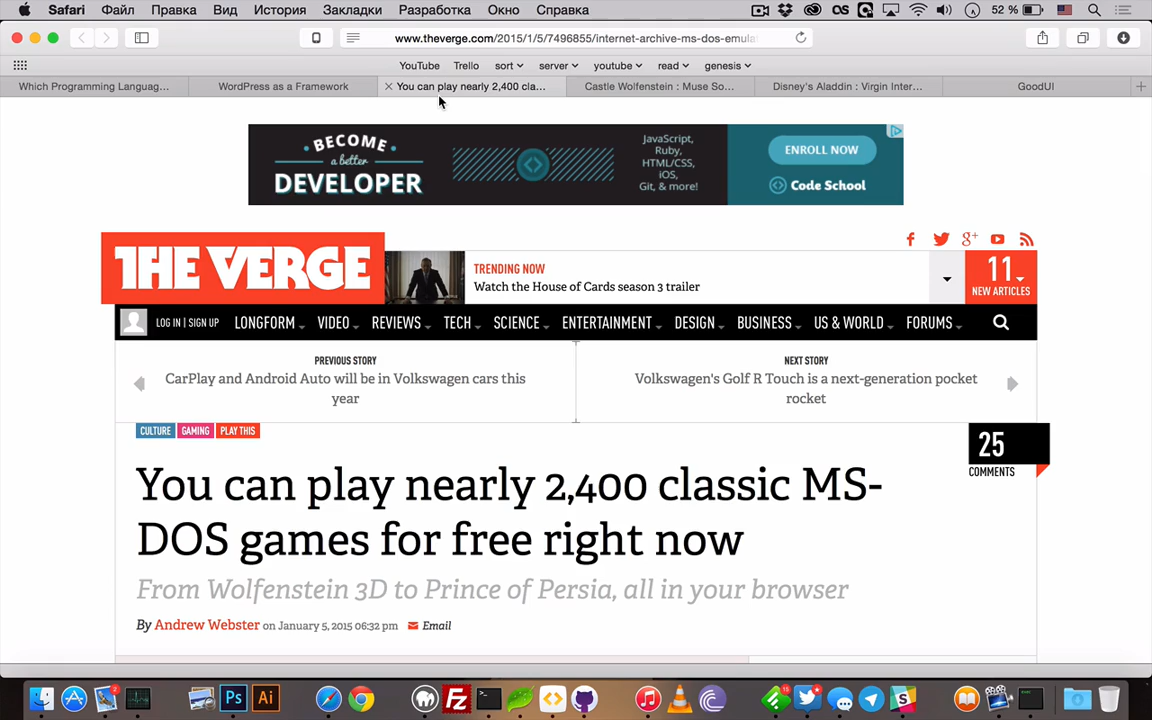 Safari Файл Правка Вид История Закладки Разработка Окно Справка 52 %
www.theverge.com/2015/1/5/7496855/internet-archive-ms-dos-emula
YouTube Trello sort server youtube read genesis
Which Programming Languag... WordPress as a Framework You can play nearly 2,400 cla... Castle Wolfenstein : Muse So... Disney's Aladdin : Virgin Inter... GoodUI
BECOME
a better
DEVELOPER
JavaScript,
Ruby,
HTML/CSS,
iOS,
Git, & more!
ENROLL NOW
Code School
THE VERGE
TRENDING NOW
Watch the House of Cards season 3 trailer
11
NEW ARTICLES
LOG IN | SIGN UP LONGFORM VIDEO REVIEWS TECH SCIENCE ENTERTAINMENT DESIGN BUSINESS US & WORLD FORUMS
PREVIOUS STORY
CarPlay and Android Auto will be in Volkswagen cars this
year
NEXT STORY
Volkswagen's Golf R Touch is a next-generation pocket
rocket
CULTURE GAMING PLAY THIS
25
COMMENTS
You can play nearly 2,400 classic MS-
DOS games for free right now
From Wolfenstein 3D to Prince of Persia, all in your browser
By Andrew Webster on January 5, 2015 06:32 pm Email